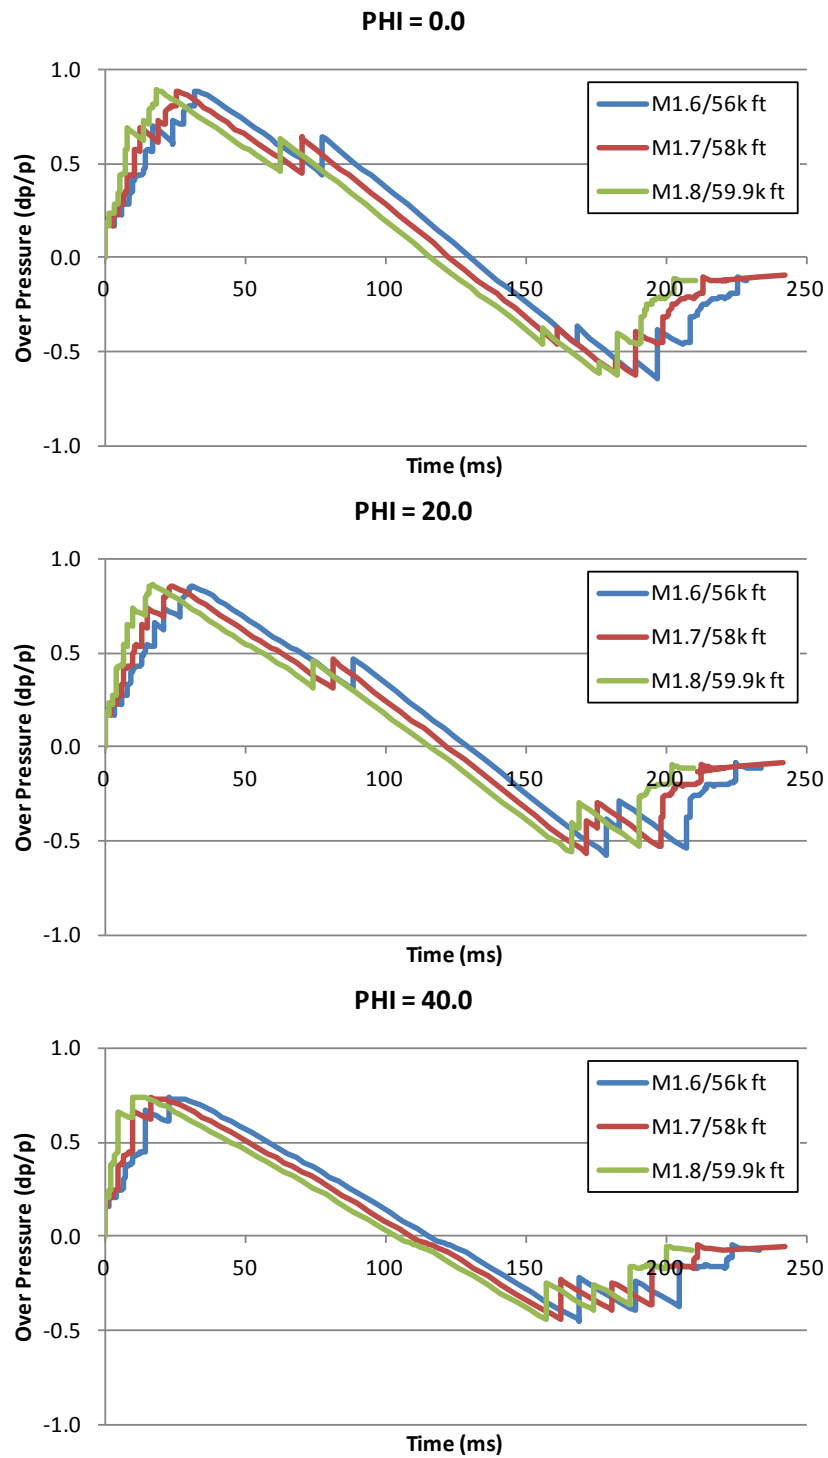 PHI = 0.0
1.0
0.5
0.0
-0.5
-1.0
0 50 100 150 200 250
Over Pressure (dp/p)
Time (ms)
M1.6/56k ft
M1.7/58k ft
M1.8/59.9k ft
PHI = 20.0
1.0
0.5
0.0
-0.5
-1.0
0 50 100 150 200 250
Over Pressure (dp/p)
Time (ms)
M1.6/56k ft
M1.7/58k ft
M1.8/59.9k ft
PHI = 40.0
1.0
0.5
0.0
-0.5
-1.0
0 50 100 150 200 250
Over Pressure (dp/p)
Time (ms)
M1.6/56k ft
M1.7/58k ft
M1.8/59.9k ft